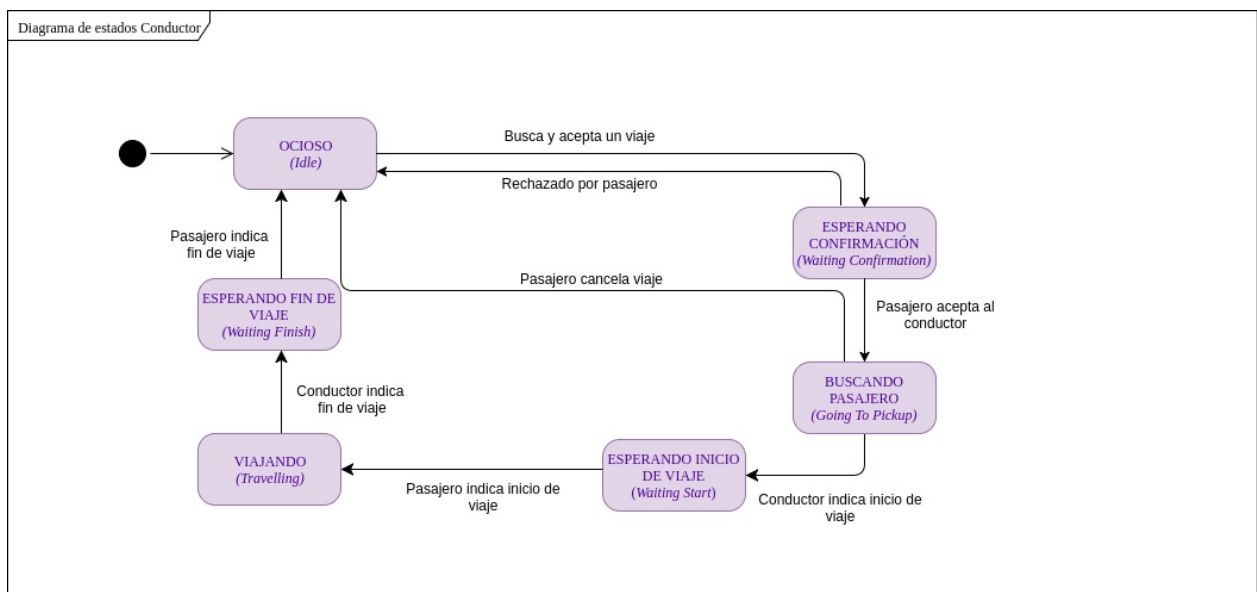 Diagrama de estados Conductor
OCIOSO
(Idle)
Busca y acepta un viaje
Rechazado por pasajero
ESPERANDO
CONFIRMACIÓN
(Waiting Confirmation)
Pasajero indica
fin de viaje
Pasajero cancela viaje
ESPERANDO FIN DE
VIAJE
(Waiting Finish)
Pasajero acepta al
conductor
BUSCANDO
PASAJERO
(Going To Pickup)
Conductor indica
fin de viaje
VIAJANDO
(Travelling)
ESPERANDO INICIO
DE VIAJE
(Waiting Start)
Pasajero indica inicio de
viaje
Conductor indica inicio de
viaje